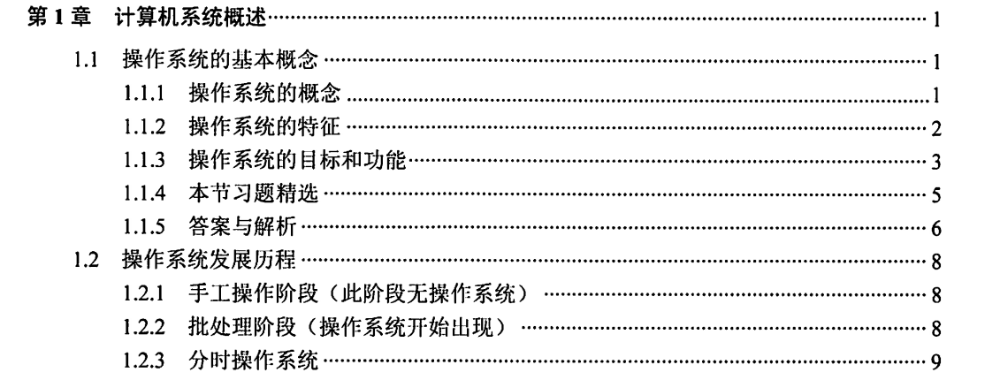 第 1 章 计算机系统概述 1
1.1 操作系统的基本概念 1
1.1.1 操作系统的概念 1
1.1.2 操作系统的特征 2
1.1.3 操作系统的目标和功能 3
1.1.4 本节习题精选 5
1.1.5 答案与解析 6
1.2 操作系统发展历程 8
1.2.1 手工操作阶段（此阶段无操作系统） 8
1.2.2 批处理阶段（操作系统开始出现） 8
1.2.3 分时操作系统 9